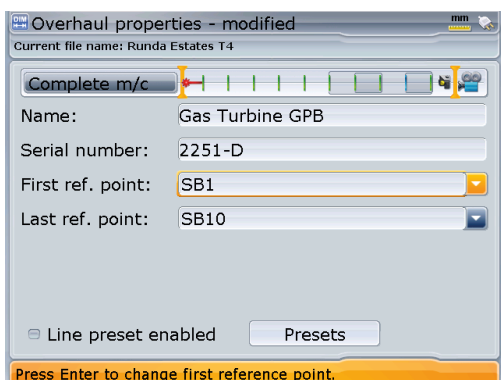 DIM
Overhaul properties - modified
mm
Current file name: Runda Estates T4
Complete m/c
Name:
Gas Turbine GPB
Serial number:
2251-D
First ref. point:
SB1
Last ref. point:
SB10
Line preset enabled
Presets
Press Enter to change first reference point.